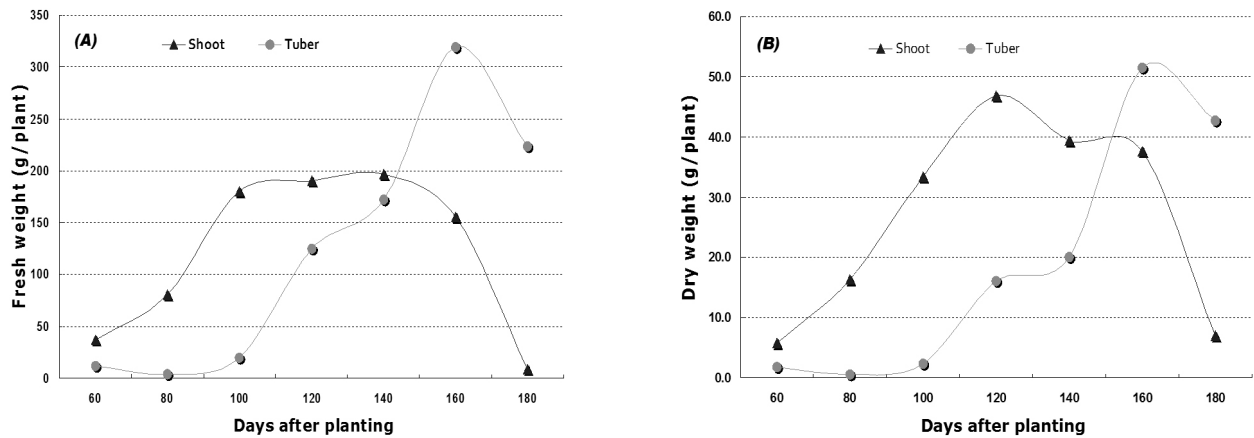 (A)
Shoot
Tuber
Fresh weight (g/plant)
350
300
250
200
150
100
50
0
60 80 100 120 140 160 180
Days after planting
(B)
Shoot
Tuber
Dry weight (g/plant)
60.0
50.0
40.0
30.0
20.0
10.0
0.0
60 80 100 120 140 160 180
Days after planting